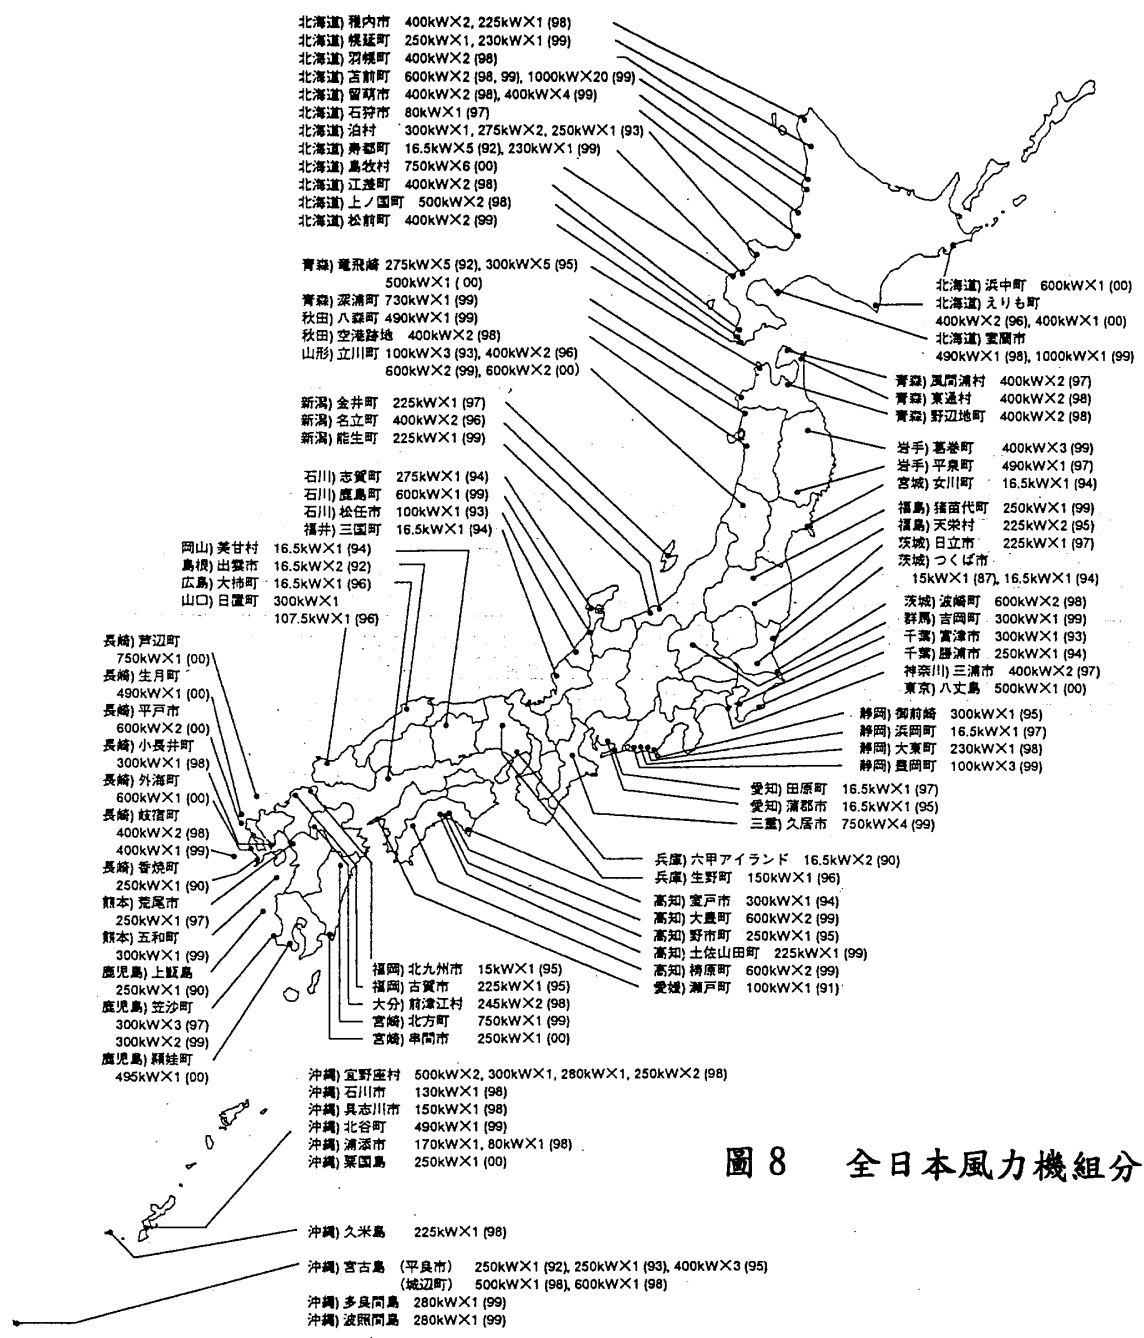 北海道) 稚内市 400kW×2, 225kW×1 (98)
北海道) 幌延町 250kW×1, 230kW×1 (99)
北海道) 羽幌町 400kW×2 (98)
北海道) 苫前町 600kW×2 (98, 99), 1000kW×20 (99)
北海道) 留萌市 400kW×2 (98), 400kW×4 (99)
北海道) 石狩市 80kW×1 (97)
北海道) 泊村 300kW×1, 275kW×2, 250kW×1 (93)
北海道) 寿都町 16.5kW×5 (92), 230kW×1 (99)
北海道) 島牧村 750kW×6 (00)
北海道) 江差町 400kW×2 (98)
北海道) 上ノ国町 500kW×2 (98)
北海道) 松前町 400kW×2 (99)
青森) 竜飛崎 275kW×5 (92), 300kW×5 (95)
500kW×1 ( 00)
青森) 深浦町 730kW×1 (99)
秋田) 八森町 490kW×1 (99)
秋田) 空港跡地 400kW×2 (98)
山形) 立川町 100kW×3 (93), 400kW×2 (96)
600kW×2 (99), 600kW×2 (00)
新潟) 金井町 225kW×1 (97)
新潟) 名立町 400kW×2 (96)
新潟) 能生町 225kW×1 (99)
石川) 志賀町 275kW×1 (94)
石川) 鹿島町 600kW×1 (99)
石川) 松任市 100kW×1 (93)
福井) 三国町 16.5kW×1 (94)
岡山) 美甘村 16.5kW×1 (94)
島根) 出雲市 16.5kW×2 (92)
広島) 大柿町 16.5kW×1 (96)
山口) 日置町 300kW×1
107.5kW×1 (96)
長崎) 芦辺町
750kW×1 (00)
長崎) 生月町
490kW×1 (00)
長崎) 平戸市
600kW×2 (00)
長崎) 小長井町
300kW×1 (98)
長崎) 外海町
600kW×1 (00)
長崎) 岐宿町
400kW×2 (98)
400kW×1 (99)
長崎) 香焼町
250kW×1 (90)
熊本) 荒尾市
250kW×1 (97)
熊本) 五和町
300kW×1 (99)
鹿児島) 上甑島
250kW×1 (90)
鹿児島) 笠沙町
300kW×3 (97)
300kW×2 (99)
鹿児島) 頴娃町
495kW×1 (00)
北海道) 浜中町 600kW×1 (00)
北海道) えりも町
400kW×2 (96), 400kW×1 (00)
北海道) 室蘭市
490kW×1 (98), 1000kW×1 (99)
青森) 風間浦村 400kW×2 (97)
青森) 東通村 400kW×2 (98)
青森) 野辺地町 400kW×2 (98)
岩手) 葛巻町 400kW×3 (99)
岩手) 平泉町 490kW×1 (97)
宮城) 女川町 16.5kW×1 (94)
福島) 猪苗代町 250kW×1 (99)
福島) 天栄村 225kW×2 (95)
茨城) 日立市 225kW×1 (97)
茨城) つくば市
15kW×1 (87), 16.5kW×1 (94)
茨城) 波崎町 600kW×2 (98)
群馬) 吉岡町 300kW×1 (99)
千葉) 富津市 300kW×1 (93)
千葉) 勝浦市 250kW×1 (94)
神奈川) 三浦市 400kW×2 (97)
東京) 八丈島 500kW×1 (00)
静岡) 御前崎 300kW×1 (95)
静岡) 浜岡町 16.5kW×1 (97)
静岡) 大東町 230kW×1 (98)
静岡) 豊岡町 100kW×3 (99)
愛知) 田原町 16.5kW×1 (97)
愛知) 蒲郡市 16.5kW×1 (95)
三重) 久居市 750kW×4 (99)
兵庫) 六甲アイランド 16.5kW×2 (90)
兵庫) 生野町 150kW×1 (96)
高知) 室戸市 300kW×1 (94)
高知) 大豊町 600kW×2 (99)
高知) 野市町 250kW×1 (95)
高知) 土佐山田町 225kW×1 (99)
高知) 梼原町 600kW×2 (99)
愛媛) 瀬戸町 100kW×1 (91)
福岡) 北九州市 15kW×1 (95)
福岡) 古賀市 225kW×1 (95)
大分) 前津江村 245kW×2 (98)
宮崎) 北方町 750kW×1 (99)
宮崎) 串間市 250kW×1 (00)
沖縄) 宜野座村 500kW×2, 300kW×1, 280kW×1, 250kW×2 (98)
沖縄) 石川市 130kW×1 (98)
沖縄) 具志川市 150kW×1 (98)
沖縄) 北谷町 490kW×1 (99)
沖縄) 浦添市 170kW×1, 80kW×1 (98)
沖縄) 粟国島 250kW×1 (00)
圖 8 全日本風力機組分
沖縄) 久米島 225kW×1 (98)
沖縄) 宮古島 （平良市） 250kW×1 (92), 250kW×1 (93), 400kW×3 (95)
（城辺町） 500kW×1 (98), 600kW×1 (98)
沖縄) 多良間島 280kW×1 (99)
沖縄) 波照間島 280kW×1 (99)